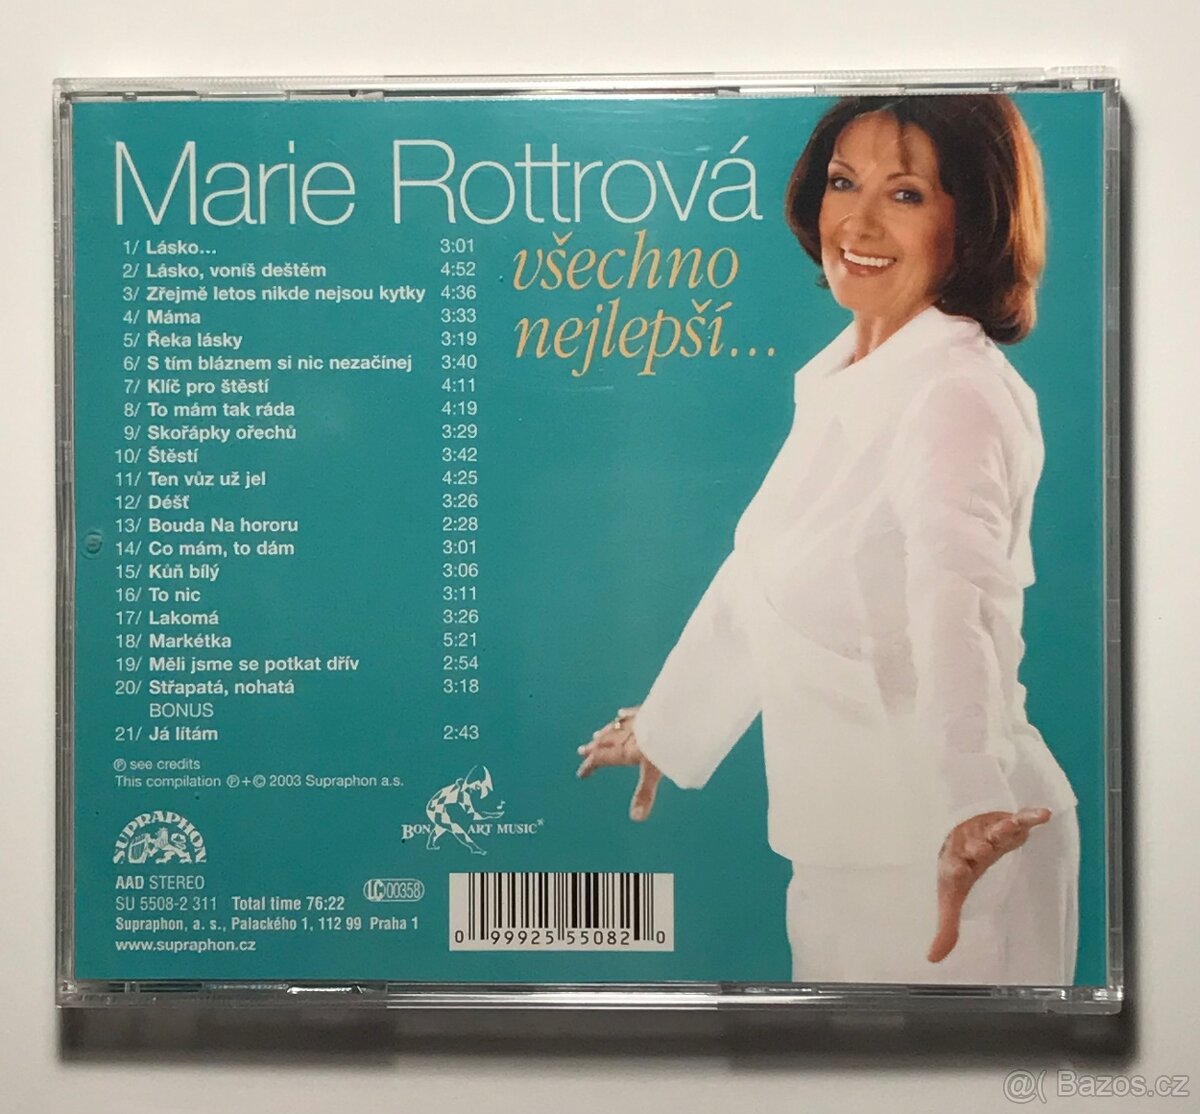 Marie Rottrová
všechno
nejlepší...
1/ Lásko... 3:01
2/ Lásko, voníš deštěm 4:52
3/ Zřejmě letos nikde nejsou kytky 4:36
4/ Máma 3:33
5/ Řeka lásky 3:19
6/ S tím bláznem si nic nezačínej 3:40
7/ Klíč pro štěstí 4:11
8/ To mám tak ráda 4:19
9/ Skořápky ořechů 3:29
10/ Štěstí 3:42
11/ Ten vůz už jel 4:25
12/ Déšť 3:26
13/ Bouda Na hororu 2:28
14/ Co mám, to dám 3:01
15/ Kůň bílý 3:06
16/ To nic 3:11
17/ Lakomá 3:26
18/ Markétka 5:21
19/ Měli jsme se potkat dřív 2:54
20/ Střapatá, nohatá 3:18
BONUS
21/ Já lítám 2:43
℗ see credits
This compilation ℗+© 2003 Supraphon a.s.
SUPRAPHON
BON ART MUSIC
AAD STEREO
SU 5508-2 311 Total time 76:22
LC 00358
Supraphon, a. s., Palackého 1, 112 99 Praha 1
www.supraphon.cz
0 99925 55082 0
@( Bazos.cz